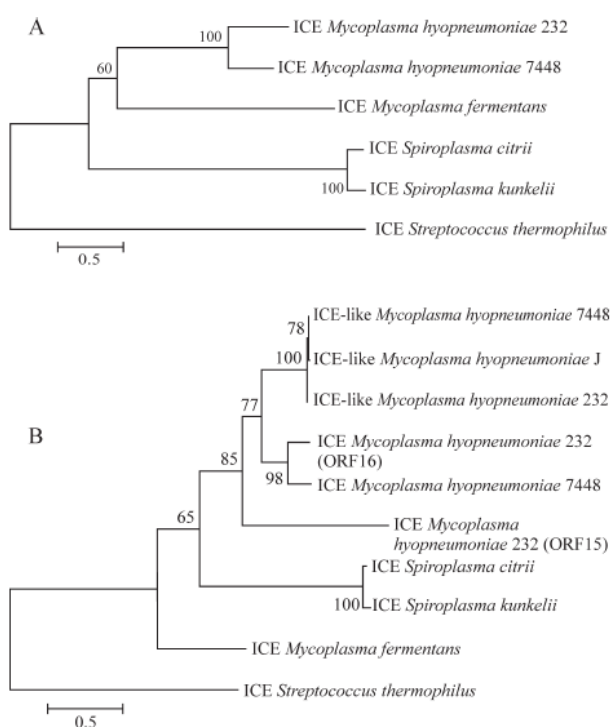 A
100
ICE Mycoplasma hyopneumoniae 232
60
ICE Mycoplasma hyopneumoniae 7448
ICE Mycoplasma fermentans
ICE Spiroplasma citrii
100
ICE Spiroplasma kunkelii
ICE Streptococcus thermophilus
0.5
B
ICE-like Mycoplasma hyopneumoniae 7448
78
100
ICE-like Mycoplasma hyopneumoniae J
ICE-like Mycoplasma hyopneumoniae 232
77
ICE Mycoplasma hyopneumoniae 232
(ORF16)
85
98
ICE Mycoplasma hyopneumoniae 7448
65
ICE Mycoplasma
hyopneumoniae 232 (ORF15)
ICE Spiroplasma citrii
100
ICE Spiroplasma kunkelii
ICE Mycoplasma fermentans
ICE Streptococcus thermophilus
0.5